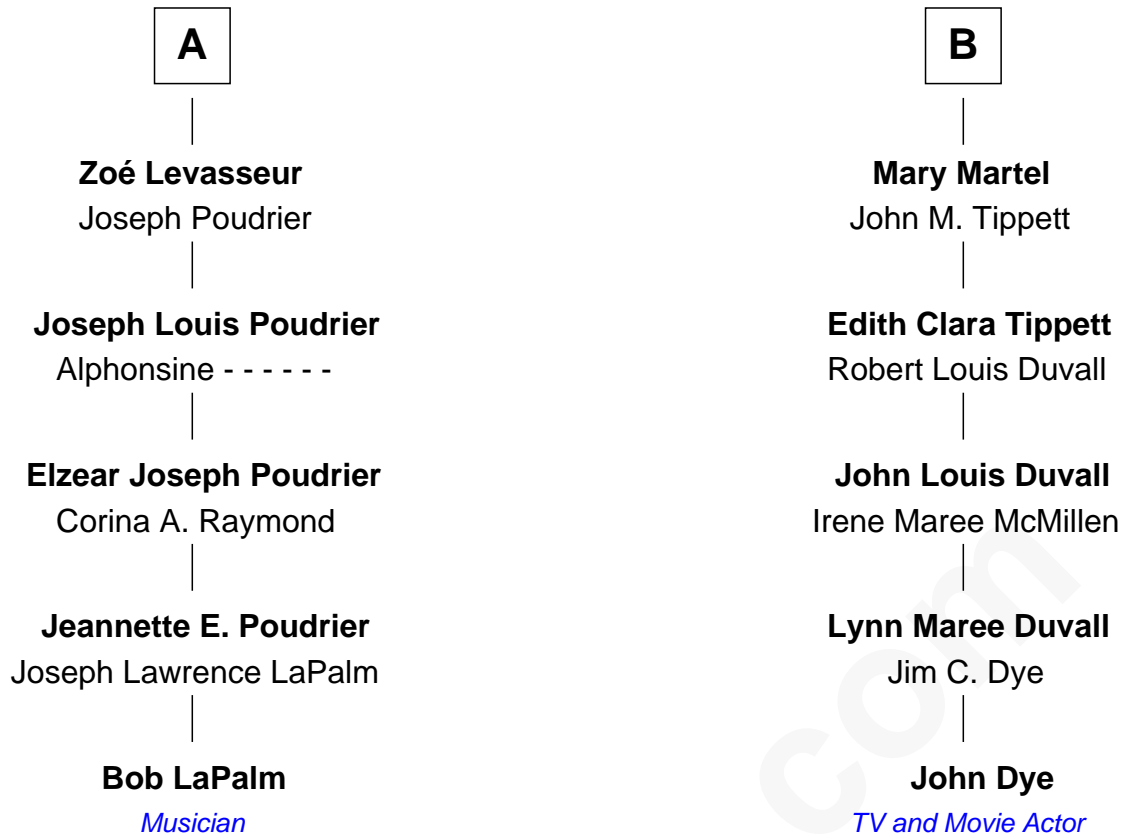 A
Zoé Levasseur
Joseph Poudrier
Joseph Louis Poudrier
Alphonsine - - - - - -
Elzear Joseph Poudrier
Corina A. Raymond
Jeannette E. Poudrier
Joseph Lawrence LaPalm
Bob LaPalm
Musician
B
Mary Martel
John M. Tippett
Edith Clara Tippett
Robert Louis Duvall
John Louis Duvall
Irene Maree McMillen
Lynn Maree Duvall
Jim C. Dye
John Dye
TV and Movie Actor
com